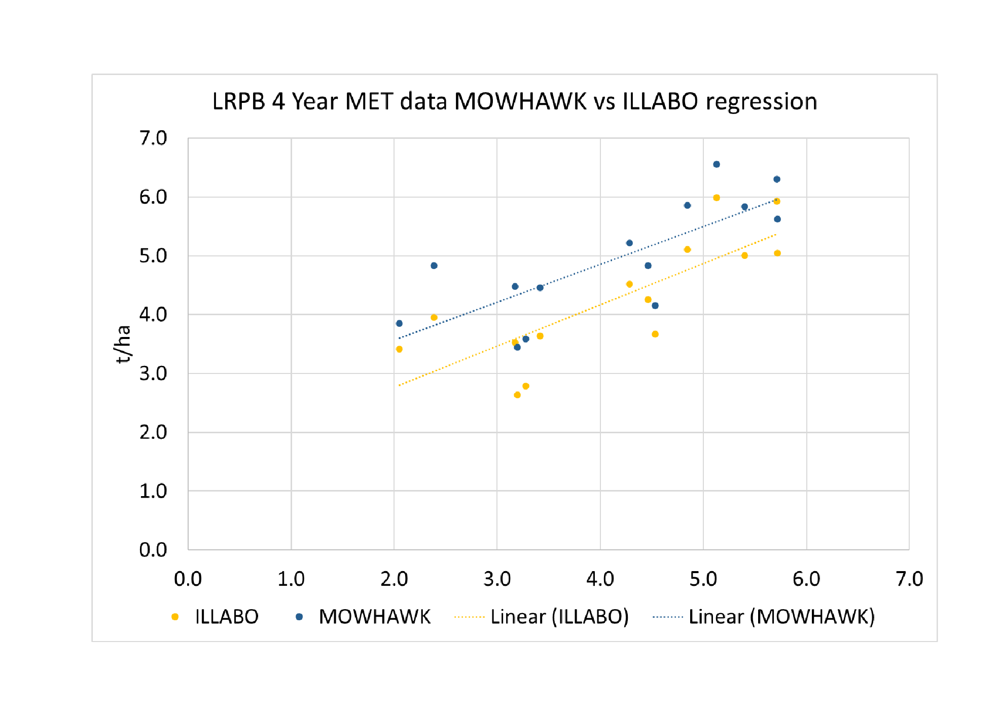 LRPB 4 Year MET data MOWHAWK vs ILLABO regression
7.0
6.0
5.0
4.0
3.0
2.0
1.0
0.0
t/ha
0.0 1.0 2.0 3.0 4.0 5.0 6.0 7.0
ILLABO MOWHAWK Linear (ILLABO) Linear (MOWHAWK)